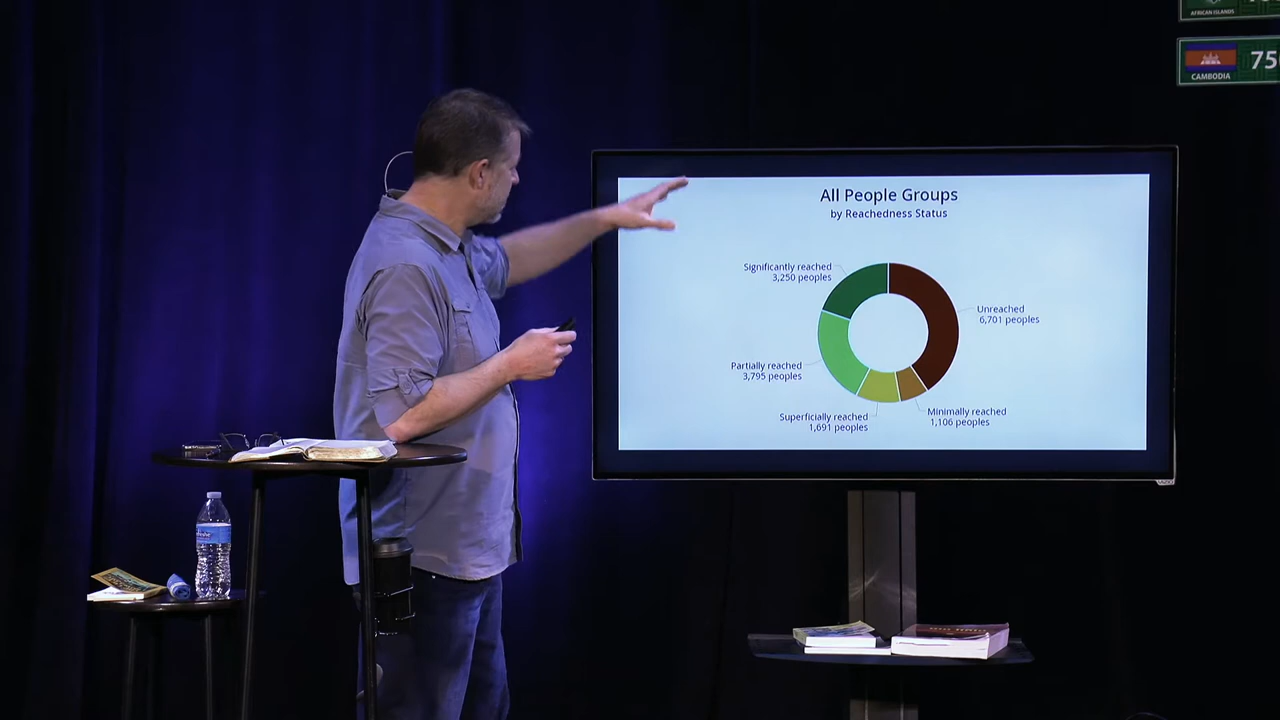 AFRICAN ISLANDS
CAMBODIA
75
All People Groups
by Reachedness Status
Significantly reached
3,250 peoples
Unreached
6,701 peoples
Partially reached
3,795 peoples
Superficially reached
1,691 peoples
Minimally reached
1,106 peoples